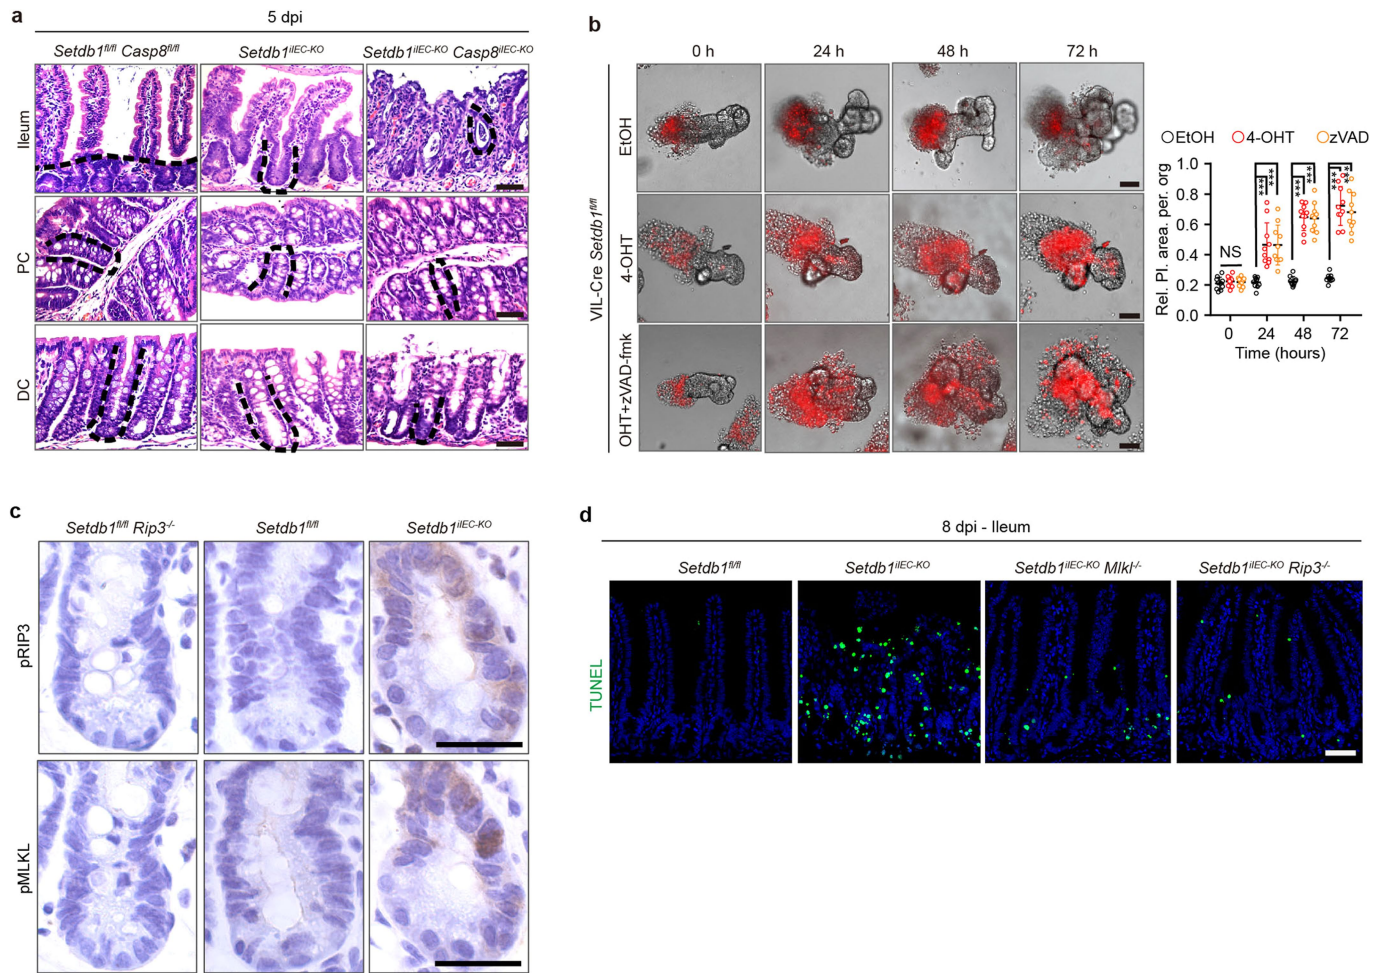 a
5 dpi
Setdb1fl/fl Casp8fl/fl
Setdb1iIEC-KO
Setdb1iIEC-KO Casp8iIEC-KO
Ileum
PC
DC
b
0 h
24 h
48 h
72 h
VIL-Cre Setdb1fl/fl
EtOH
4-OHT
OHT+zVAD-fmk
EtOH 4-OHT zVAD
Rel. PI. area. per. org
1.0
0.8
0.6
0.4
0.2
0.0
NS
***
***
***
***
***
0 24 48 72
Time (hours)
c
Setdb1fl/fl Rip3-/-
Setdb1fl/fl
Setdb1iIEC-KO
pRIP3
pMLKL
d
8 dpi - Ileum
Setdb1fl/fl
Setdb1iIEC-KO
Setdb1iIEC-KO Mlkl-/-
Setdb1iIEC-KO Rip3-/-
TUNEL